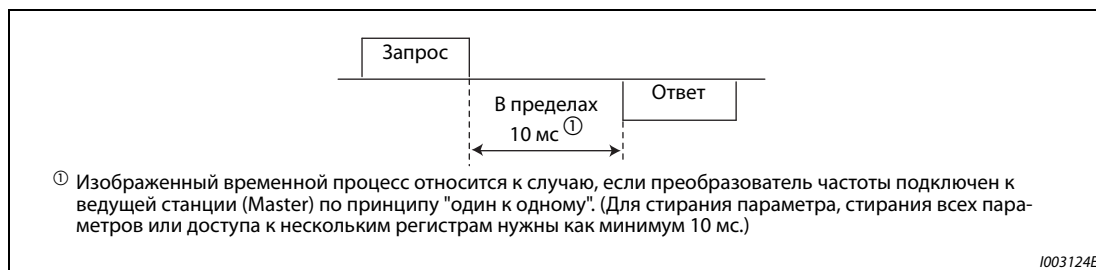 Запрос
Ответ
В пределах
10 мс ①
① Изображенный временной процесс относится к случаю, если преобразователь частоты подключен к
ведущей станции (Master) по принципу "один к одному". (Для стирания параметра, стирания всех пара-
метров или доступа к нескольким регистрам нужны как минимум 10 мс.)
I003124E